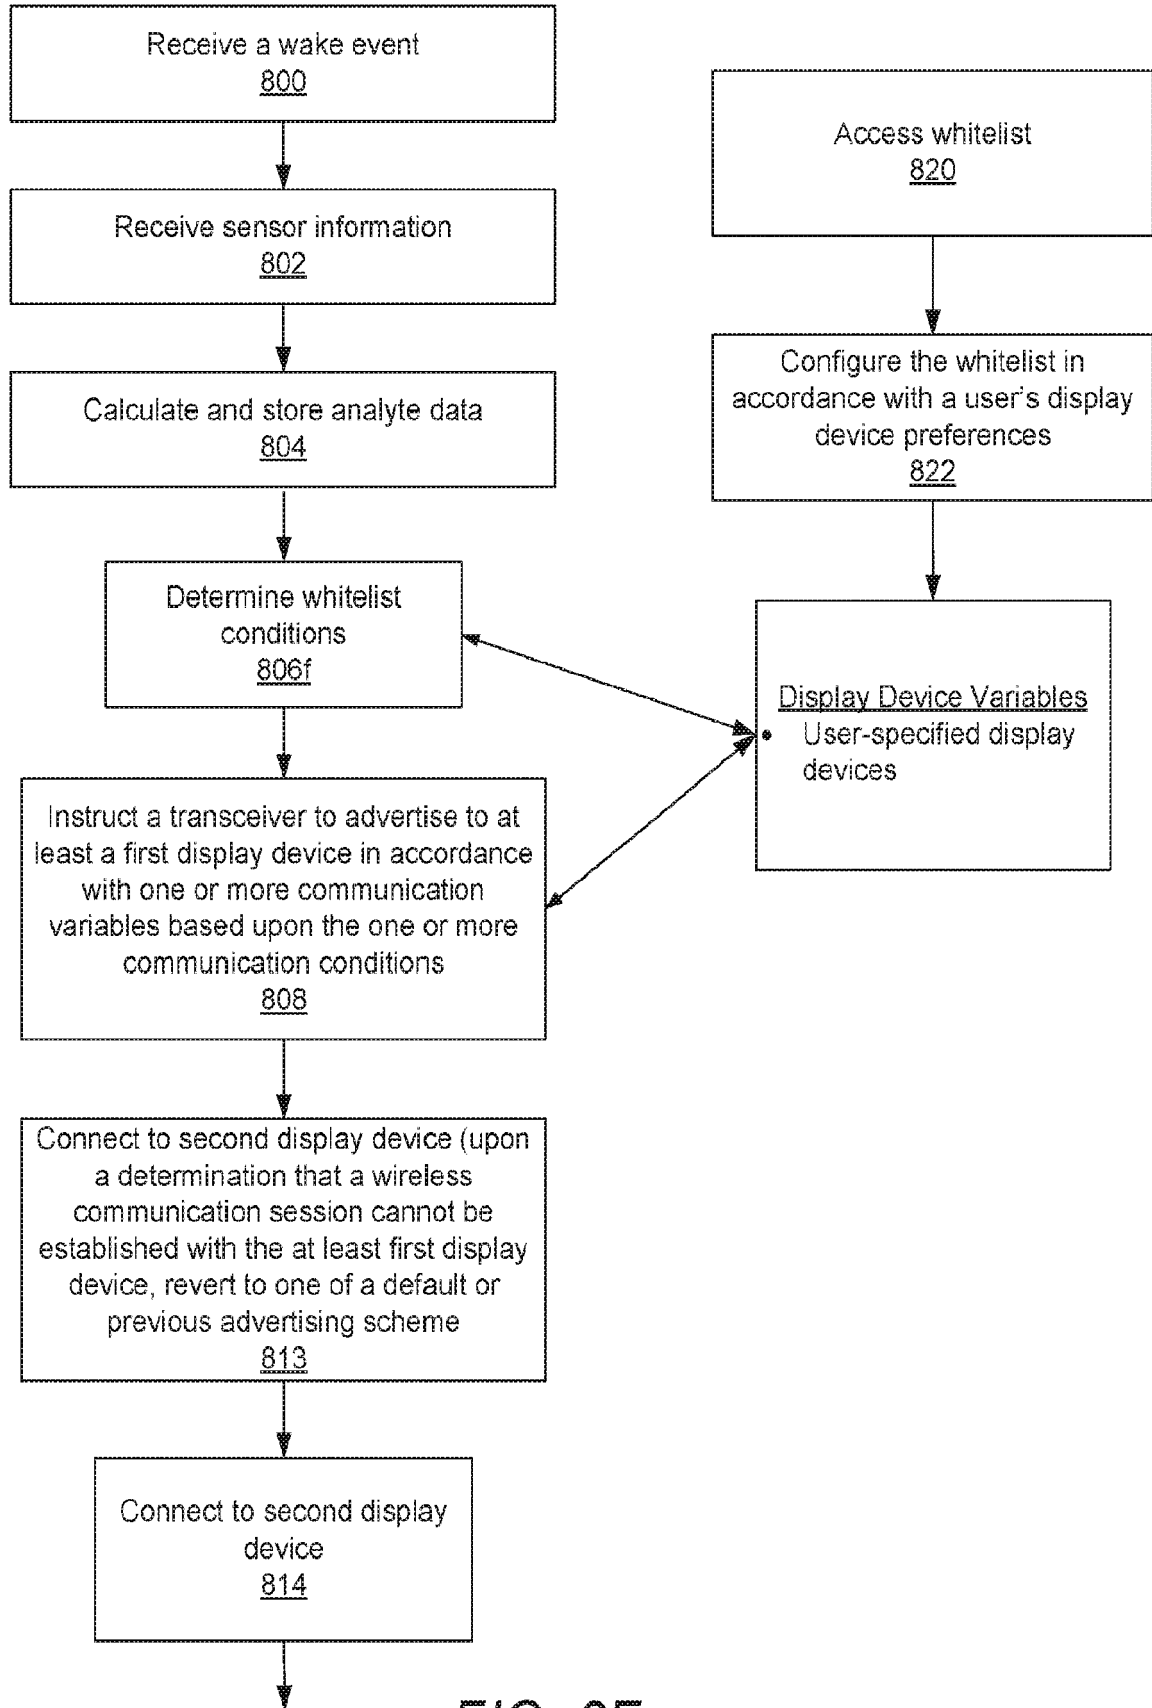 Receive a wake event
800
Receive sensor information
802
Calculate and store analyte data
804
Determine whitelist
conditions
806f
Instruct a transceiver to advertise to at
least a first display device in accordance
with one or more communication
variables based upon the one or more
communication conditions
808
Connect to second display device (upon
a determination that a wireless
communication session cannot be
established with the at least first display
device, revert to one of a default or
previous advertising scheme
813
Connect to second display
device
814
Access whitelist
820
Configure the whitelist in
accordance with a user's display
device preferences
822
Display Device Variables
• User-specified display
devices